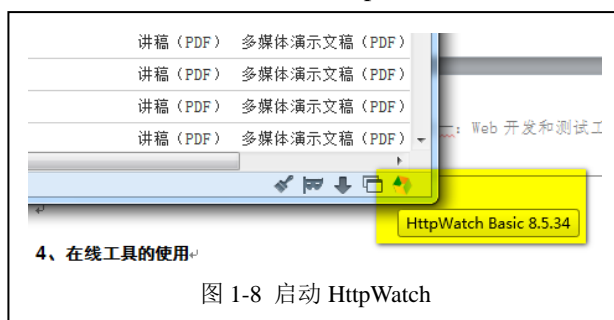 讲稿（PDF） 多媒体演示文稿（PDF）
讲稿（PDF） 多媒体演示文稿（PDF）
讲稿（PDF） 多媒体演示文稿（PDF）
讲稿（PDF） 多媒体演示文稿（PDF）
一：Web 开发和测试工
HttpWatch Basic 8.5.34
4、在线工具的使用
图 1-8 启动 HttpWatch